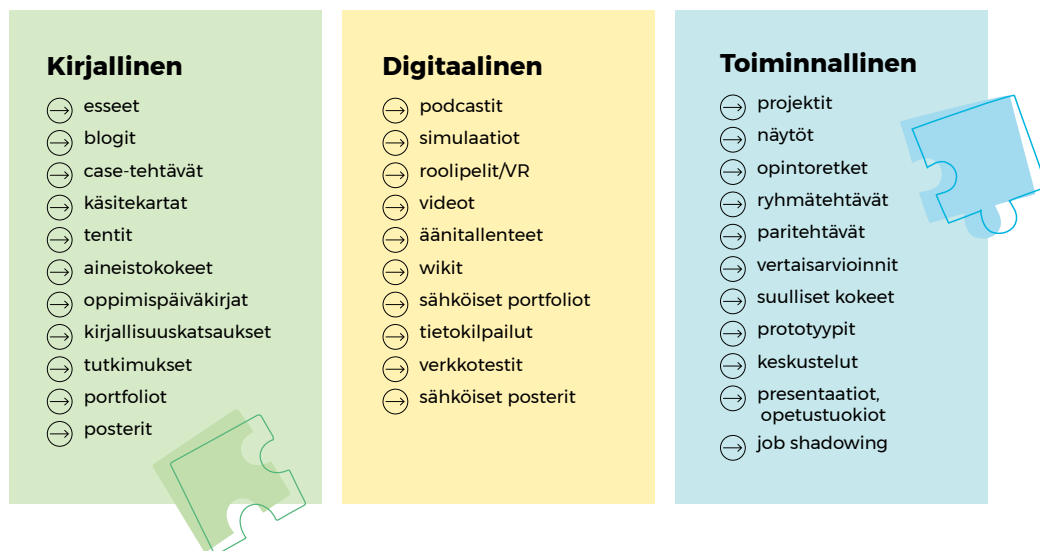 Kirjallinen
esseet
blogit
case-tehtävät
käsitekartat
tentit
aineistokokeet
oppimispäiväkirjat
kirjallisuuskatsaukset
tutkimukset
portfoliot
posterit
Digitaalinen
podcastit
simulaatiot
roolipelit/VR
videot
äänitallenteet
wikit
sähköiset portfoliot
tietokilpailut
verkkotestit
sähköiset posterit
Toiminnallinen
projektit
näytöt
opintoretket
ryhmätehtävät
paritehtävät
vertaisarvioinnit
suulliset kokeet
prototyypit
keskustelut
presentaatiot,
opetustuokiot
job shadowing